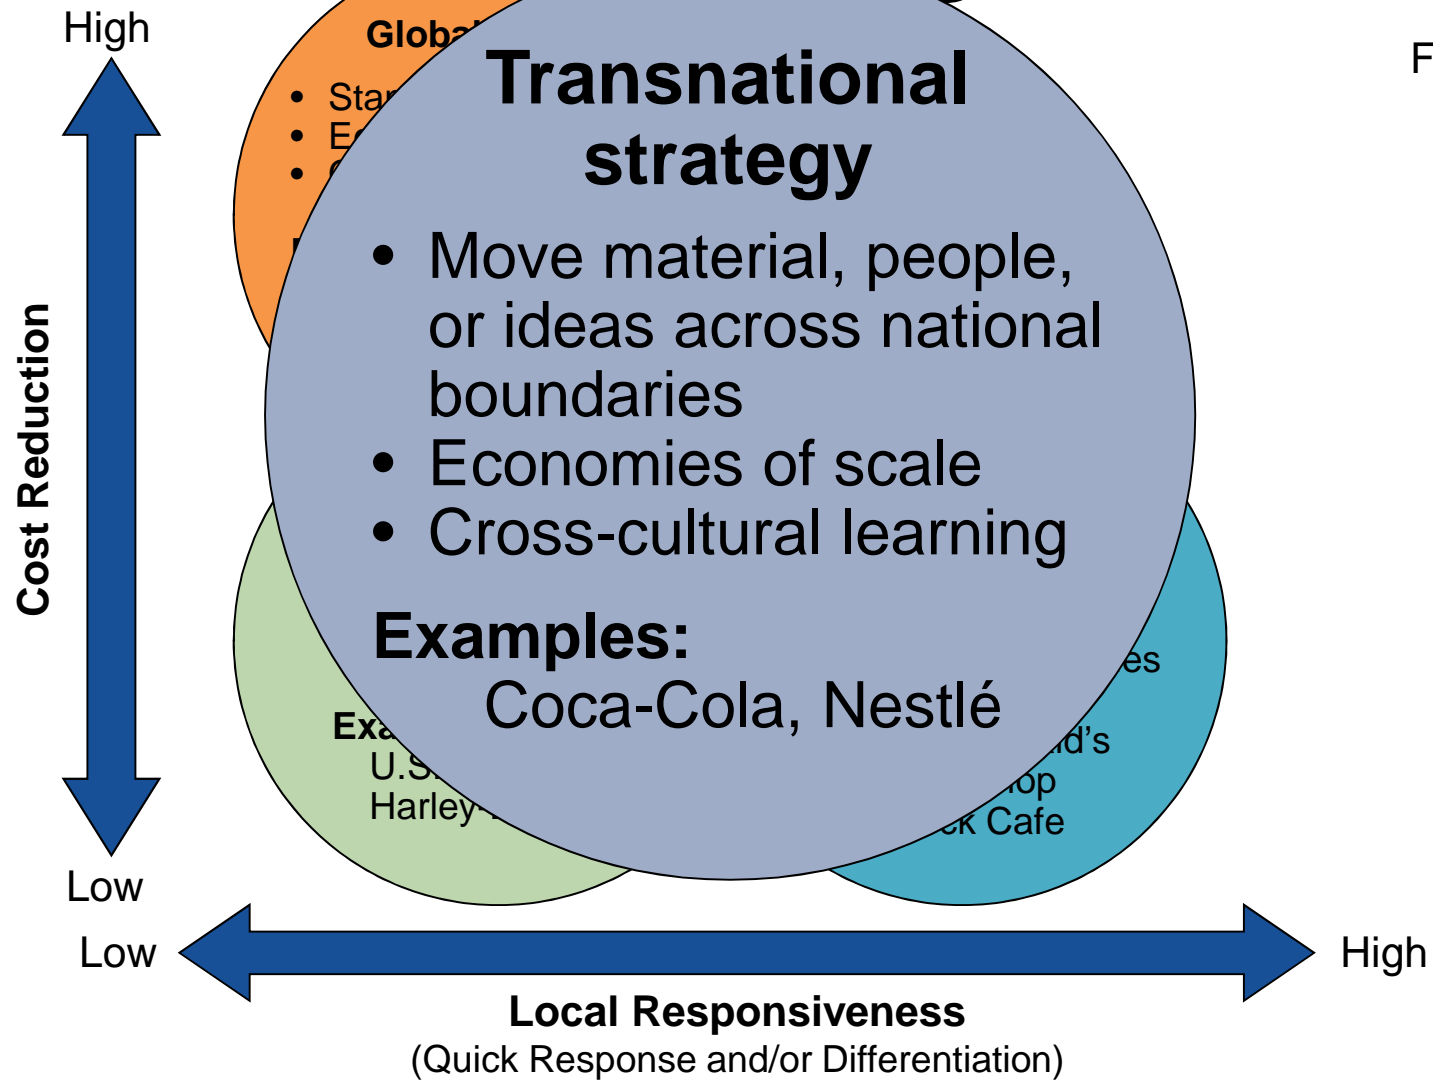 High
F
Transnational
strategy
• Move material, people,
or ideas across national
boundaries
• Economies of scale
• Cross-cultural learning
Examples:
Coca-Cola, Nestlé
Cost Reduction
U.S.
Harley-
Cafe
Low
Low
High
Local Responsiveness
(Quick Response and/or Differentiation)